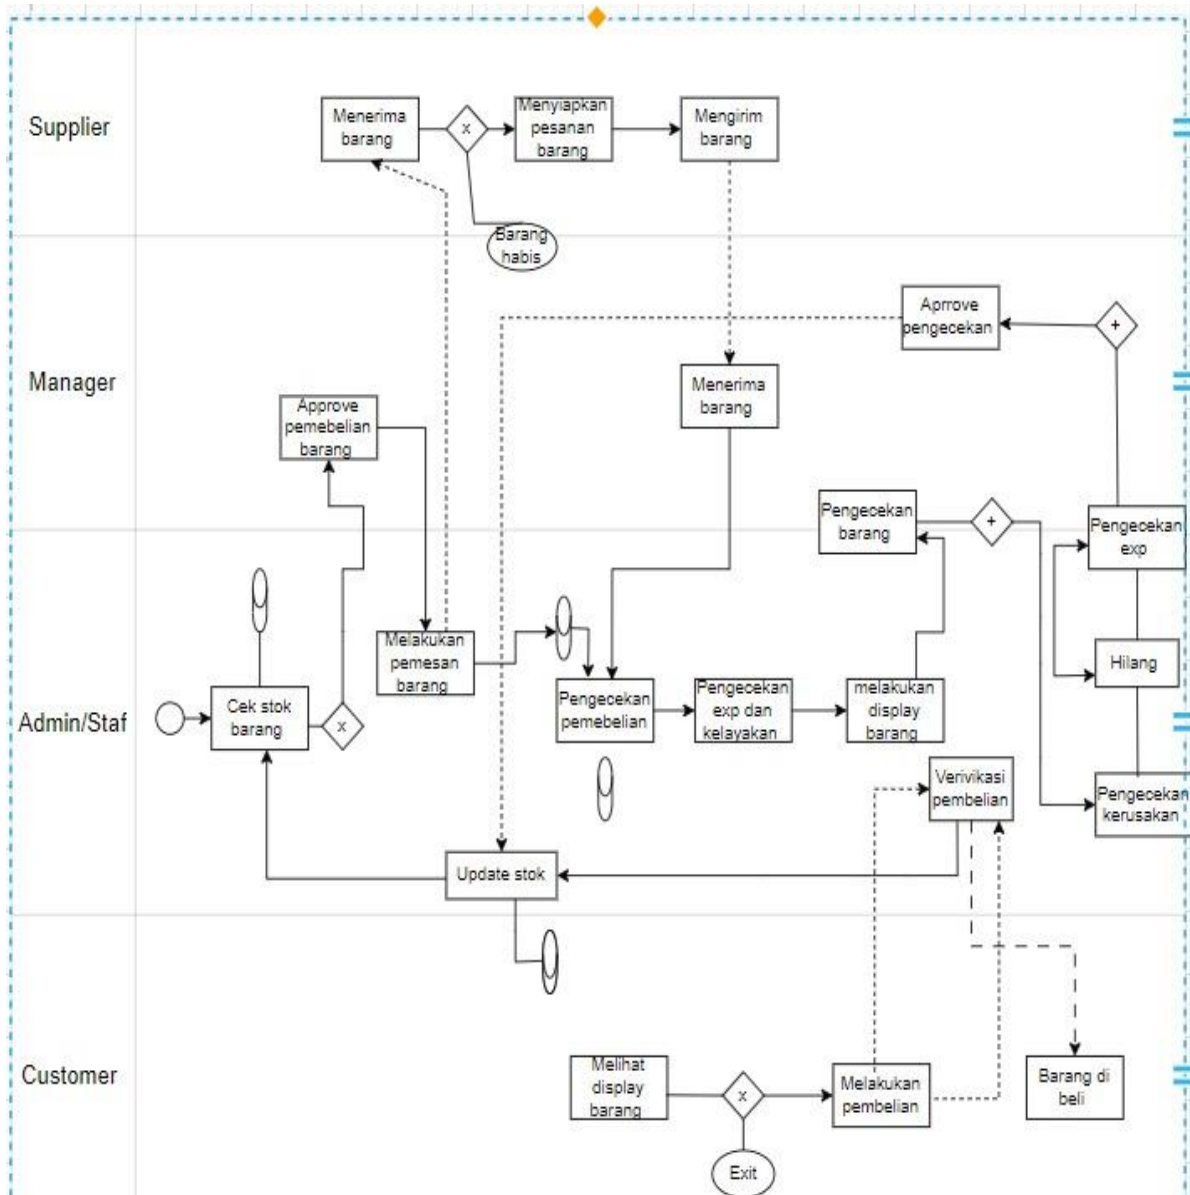 Supplier
Menerima
barang
x
Menyiapkan
pesanan
barang
Mengirim
barang
Barang
habis
Manager
Aprrove
pengecekan
+
Menerima
barang
Approve
pemebelian
barang
Pengecekan
barang
+
Pengecekan
exp
Admin/Staf
Melakukan
pemesan
barang
Hilang
Cek stok
barang
x
Pengecekan
pemebelian
Pengecekan
exp dan
kelayakan
melakukan
display
barang
Verivikasi
pembelian
Pengecekan
kerusakan
Update stok
Customer
Melihat
display
barang
x
Melakukan
pembelian
Barang di
beli
Exit